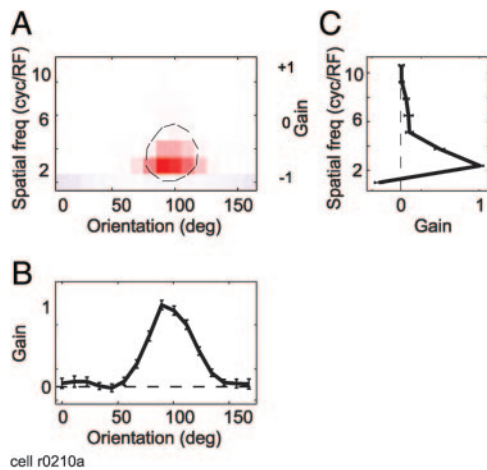 A
Spatial freq (cyc/RF)
10
6
2
0 50 100 150
Orientation (deg)
+1
0
-1
Gain
C
Spatial freq (cyc/RF)
10
6
2
0 1
Gain
B
Gain
1
0
0 50 100 150
Orientation (deg)
cell r0210a